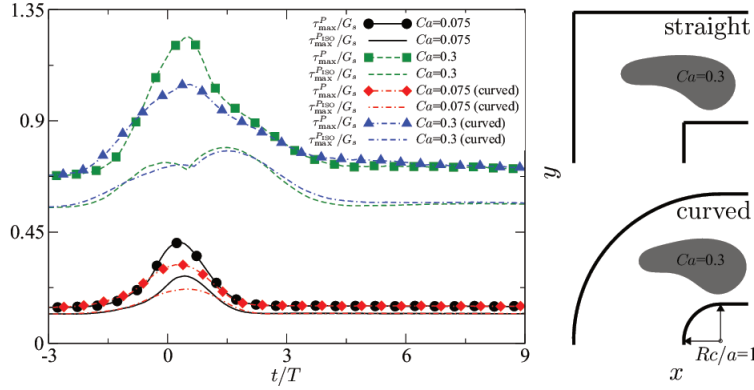 1.35
0.9
0.45
0
-3
0
3
6
9
t/T
τ^P_max/G_s Ca=0.075
τ^{P_ISO}_max/G_s Ca=0.075
τ^P_max/G_s Ca=0.3
τ^{P_ISO}_max/G_s Ca=0.3
τ^P_max/G_s Ca=0.075 (curved)
τ^{P_ISO}_max/G_s Ca=0.075 (curved)
τ^P_max/G_s Ca=0.3 (curved)
τ^{P_ISO}_max/G_s Ca=0.3 (curved)
straight
Ca=0.3
y
curved
Ca=0.3
Rc/a=1
x